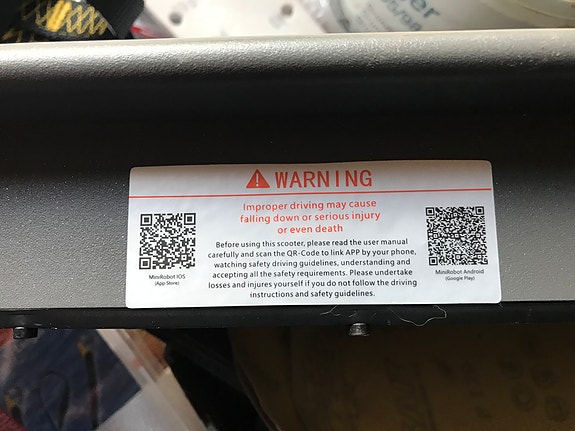 WARNING
Improper driving may cause
falling down or serious injury
or even death
Before using this scooter, please read the user manual
carefully and scan the QR-Code to link APP by your phone,
watching safety driving guidelines, understanding and
accepting all the safety requirements. Please undertake
losses and injures yourself if you do not follow the driving
instructions and safety guidelines.
MiniRobot IOS
(App Store)
MiniRobot Android
(Google Play)